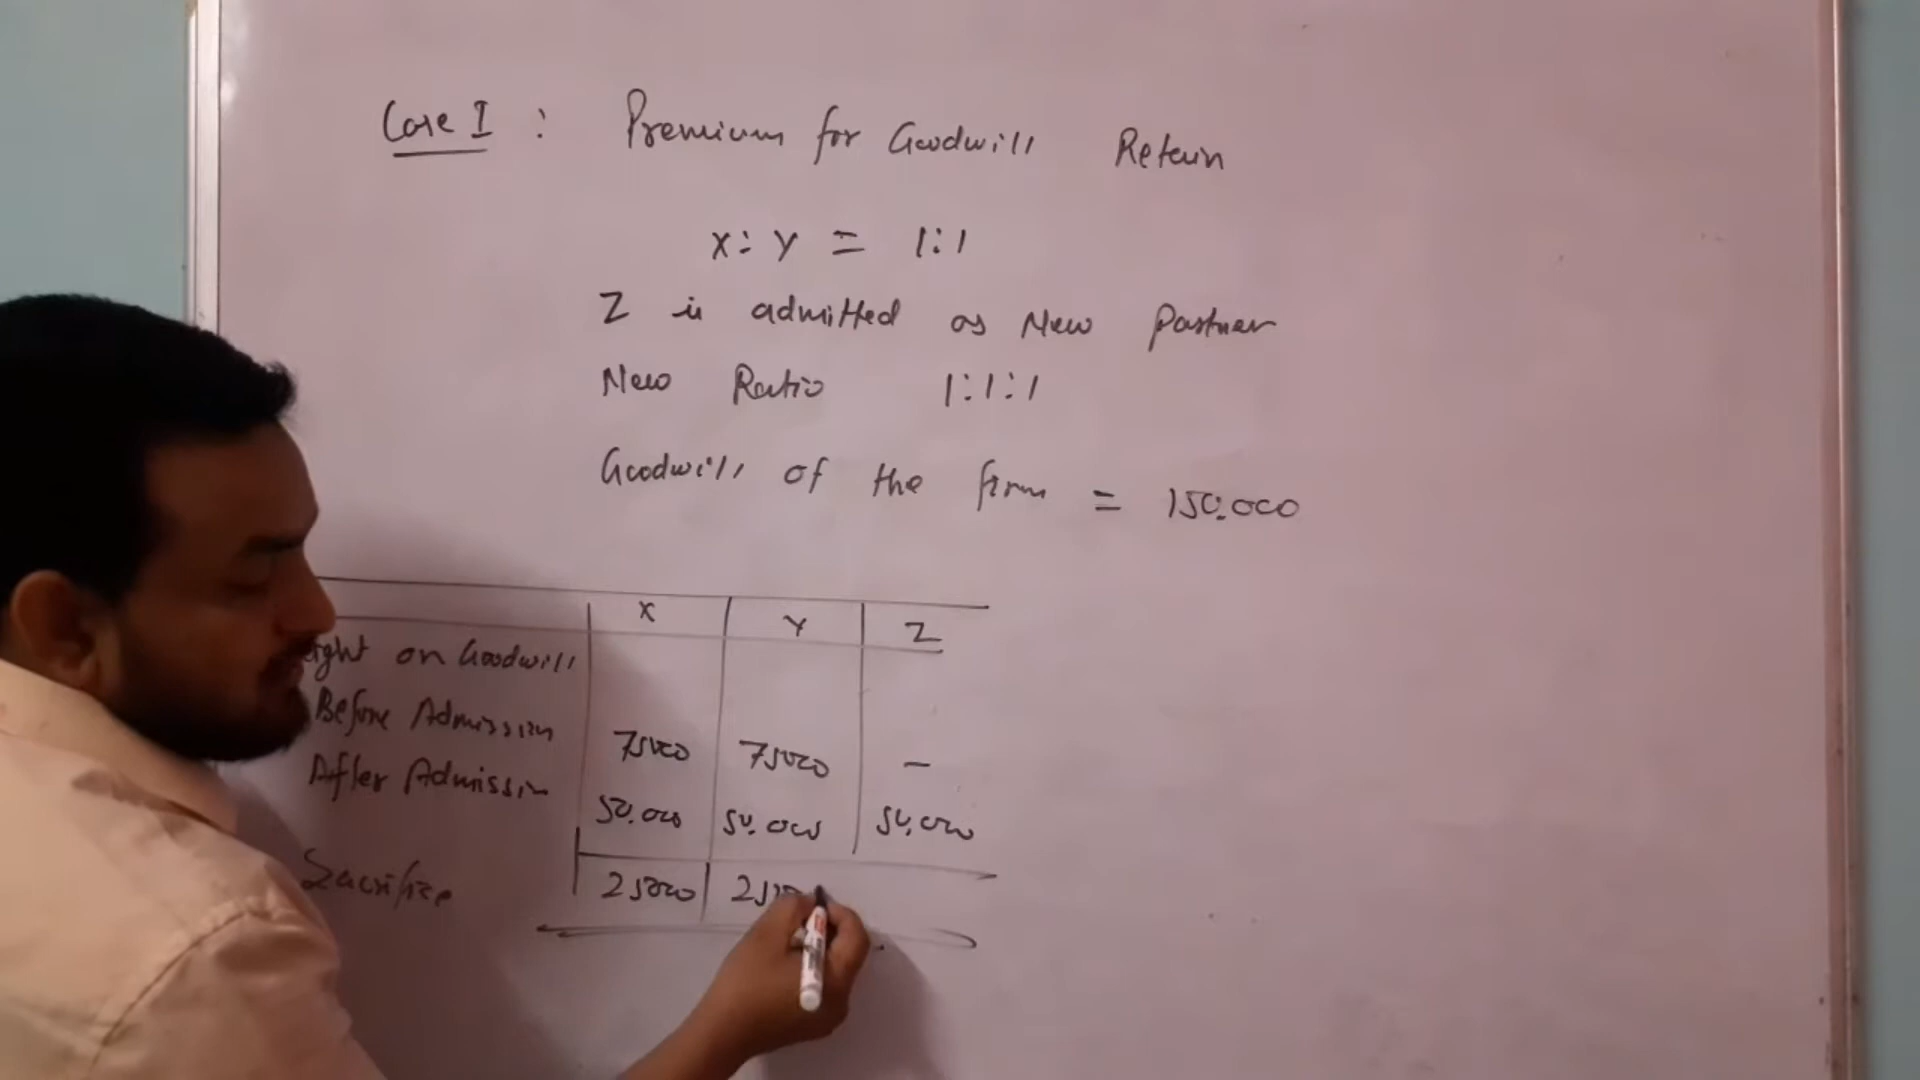 Case I : Premium for Goodwill Retain
X : Y = 1:1
Z is admitted as New Partner
New Ratio 1:1:1
Goodwill of the firm = 150,000
X Y Z
on Goodwill
Before Admission 75000 75000 –
After Admission 50,000 50,000 50,000
Sacrifice 25000